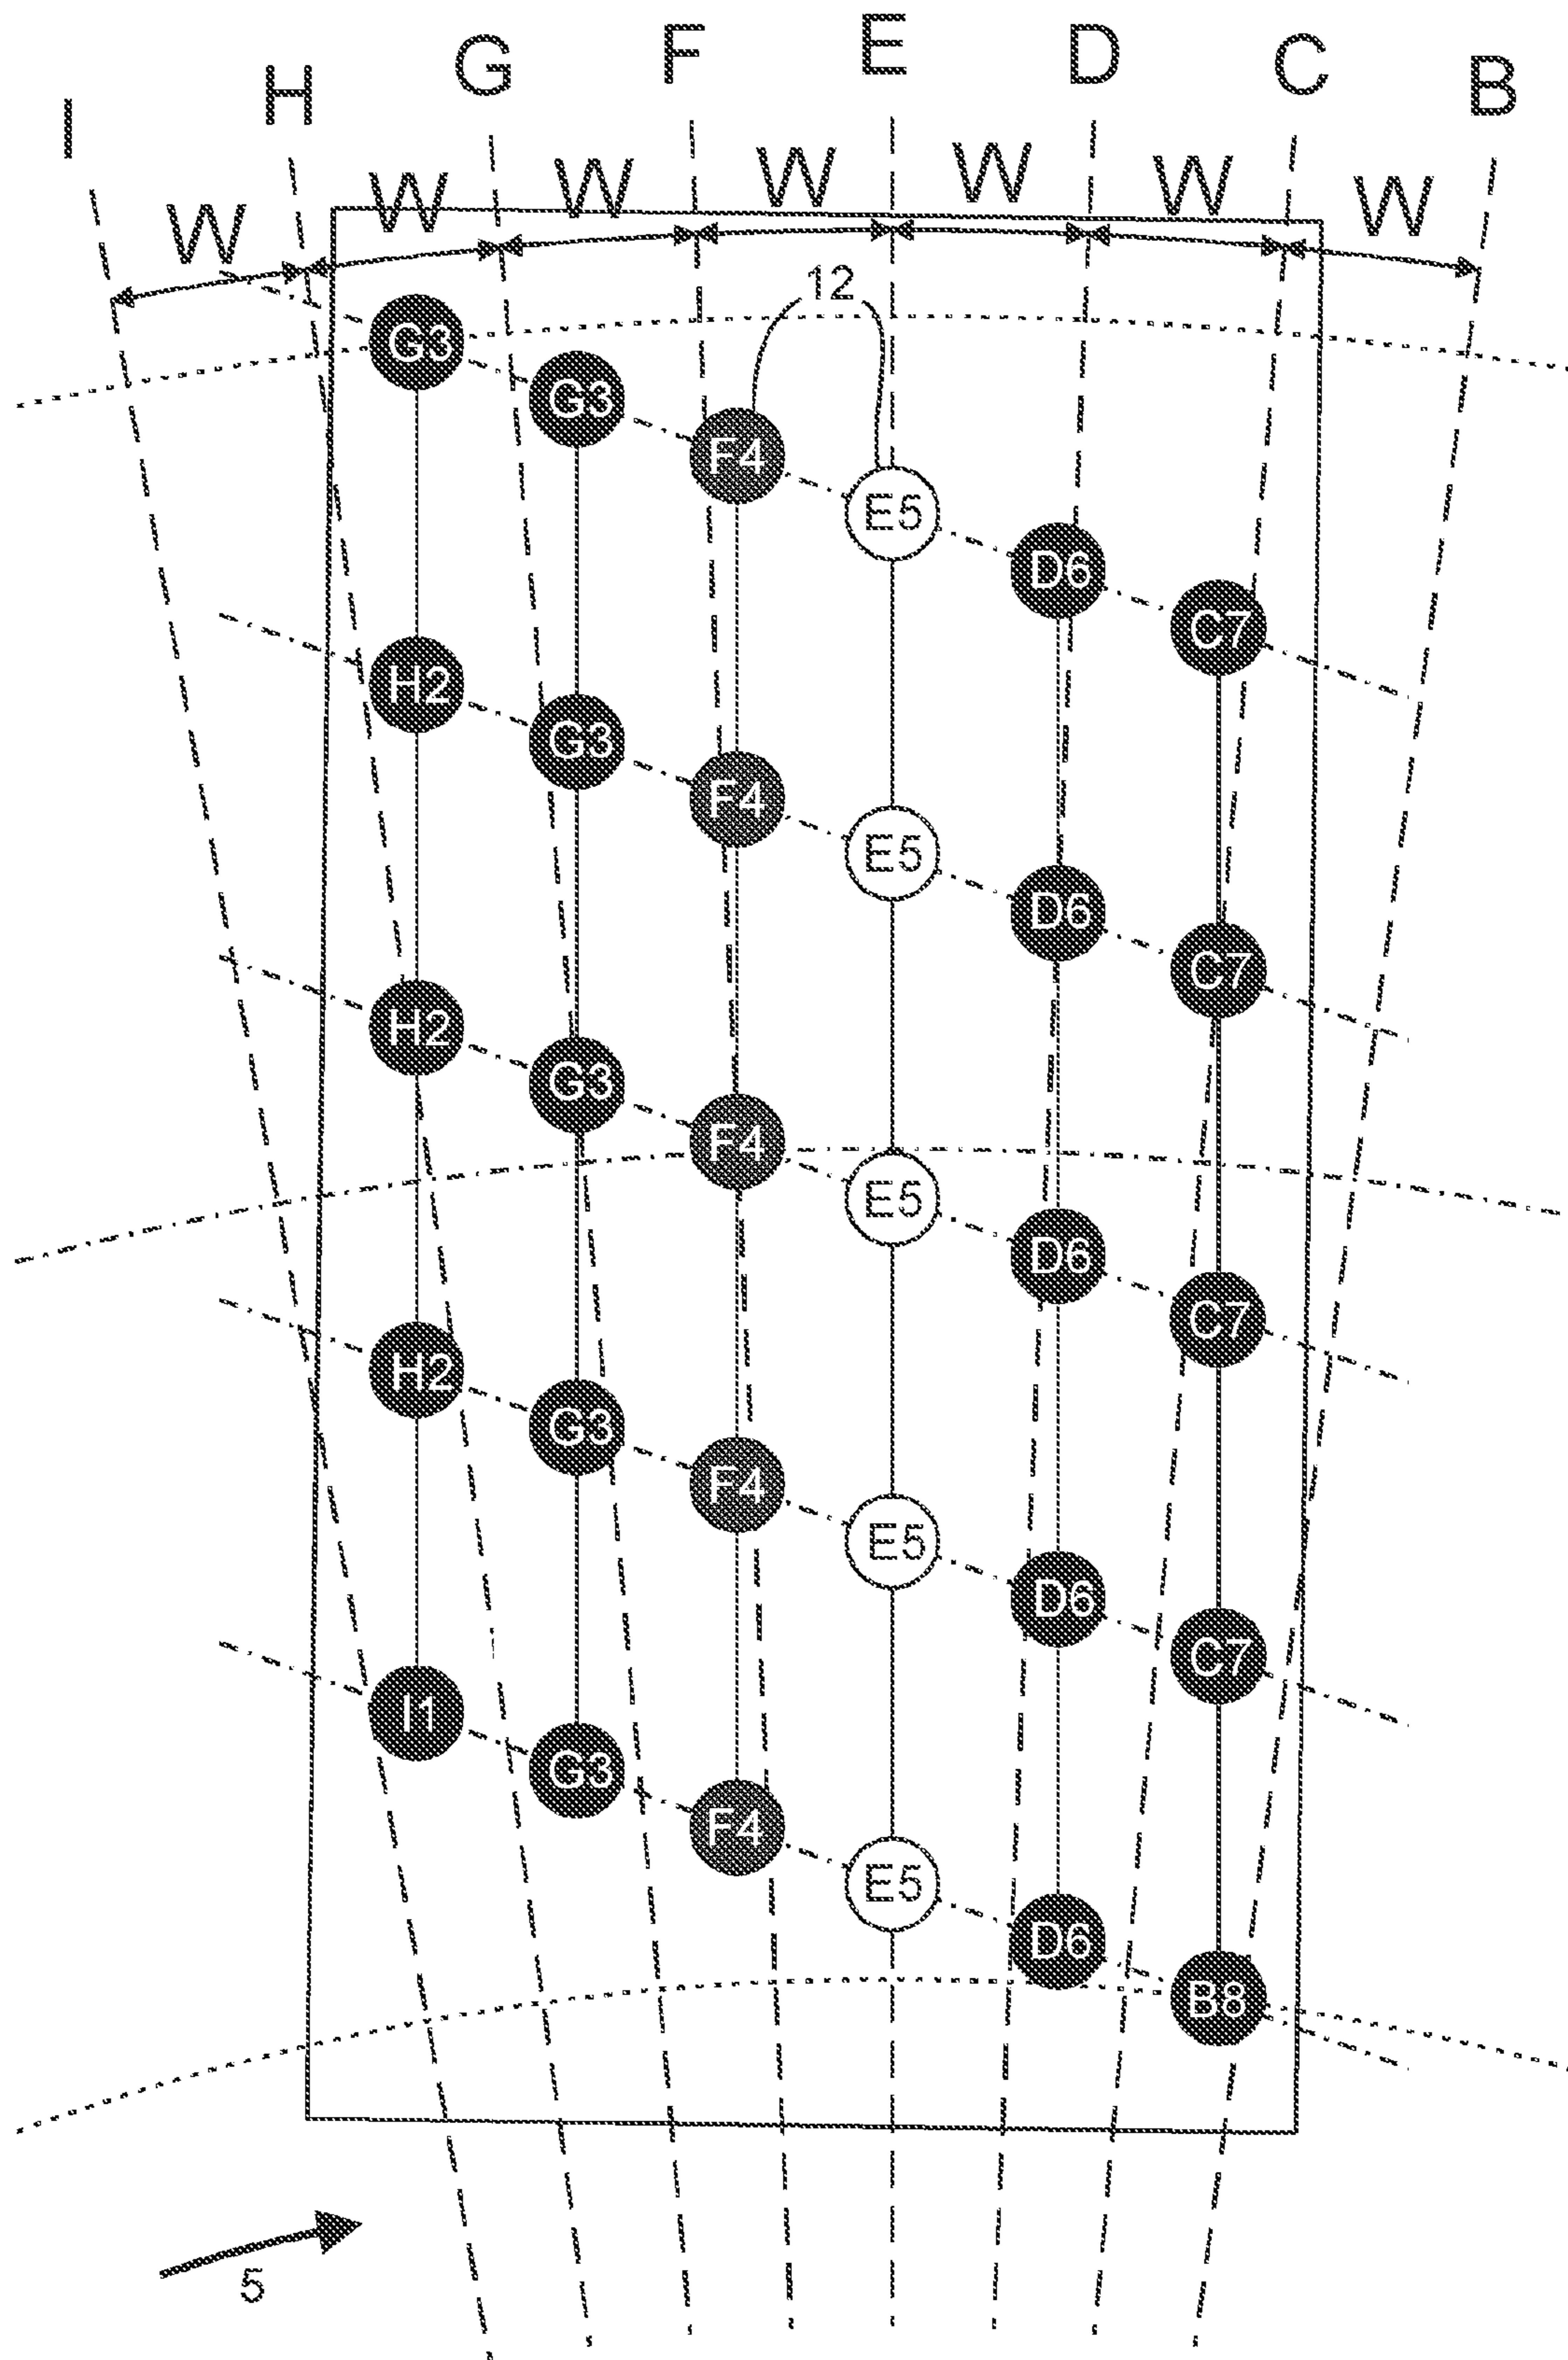 I H G F E D C B
W W W W W W W
12
G3 G3 F4 E5 D6 C7
H2 G3 F4 E5 D6 C7
H2 G3 F4 E5 D6 C7
H2 G3 F4 E5 D6 C7
I1 G3 F4 E5 D6 B8
5